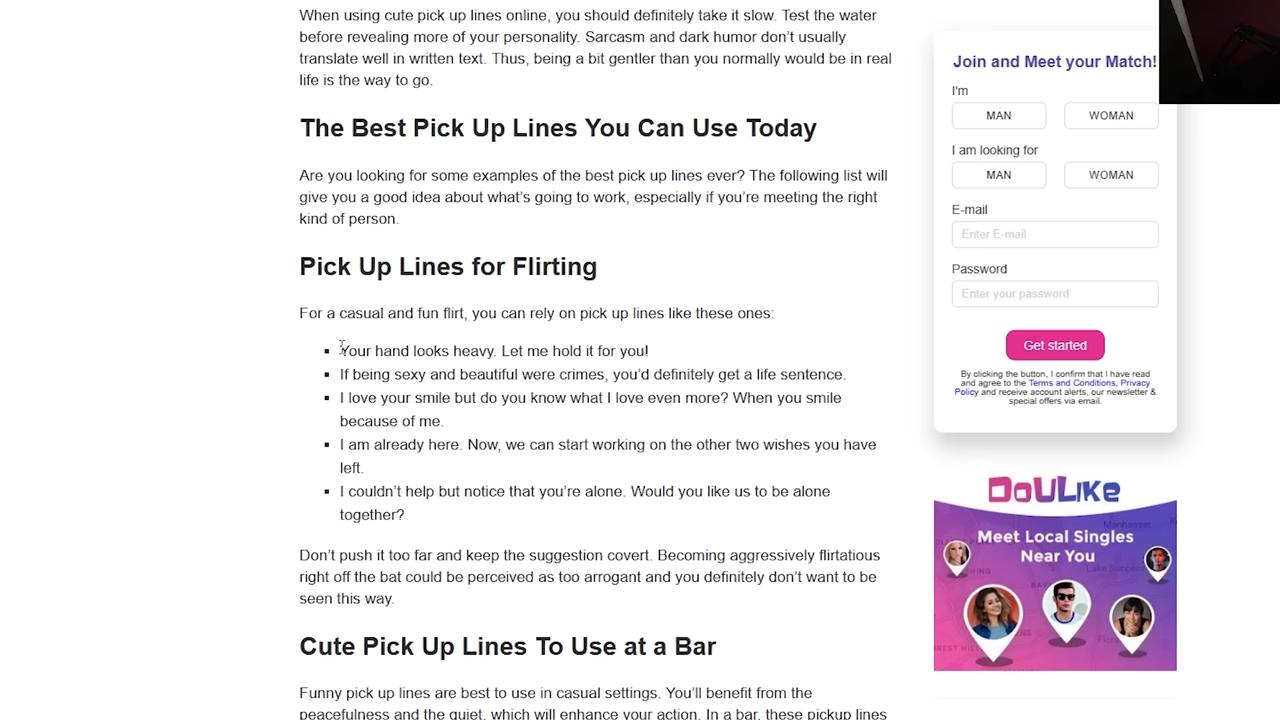 When using cute pick up lines online, you should definitely take it slow. Test the water
before revealing more of your personality. Sarcasm and dark humor don’t usually
translate well in written text. Thus, being a bit gentler than you normally would be in real
life is the way to go.
The Best Pick Up Lines You Can Use Today
Are you looking for some examples of the best pick up lines ever? The following list will
give you a good idea about what’s going to work, especially if you’re meeting the right
kind of person.
Pick Up Lines for Flirting
For a casual and fun flirt, you can rely on pick up lines like these ones:
Your hand looks heavy. Let me hold it for you!
If being sexy and beautiful were crimes, you’d definitely get a life sentence.
I love your smile but do you know what I love even more? When you smile
because of me.
I am already here. Now, we can start working on the other two wishes you have
left.
I couldn’t help but notice that you’re alone. Would you like us to be alone
together?
Don’t push it too far and keep the suggestion covert. Becoming aggressively flirtatious
right off the bat could be perceived as too arrogant and you definitely don’t want to be
seen this way.
Cute Pick Up Lines To Use at a Bar
Funny pick up lines are best to use in casual settings. You’ll benefit from the
peacefulness and the quiet, which will enhance your action. In a bar, these pickup lines
Join and Meet your Match!
I'm
MAN WOMAN
I am looking for
MAN WOMAN
E-mail
Enter E-mail
Password
Enter your password
Get started
By clicking the button, I confirm that I have read
and agree to the Terms and Conditions, Privacy
Policy and receive account alerts, our newsletter &
special offers via email.
DoULike
Meet Local Singles
Near You
Manhasset
Lake Success